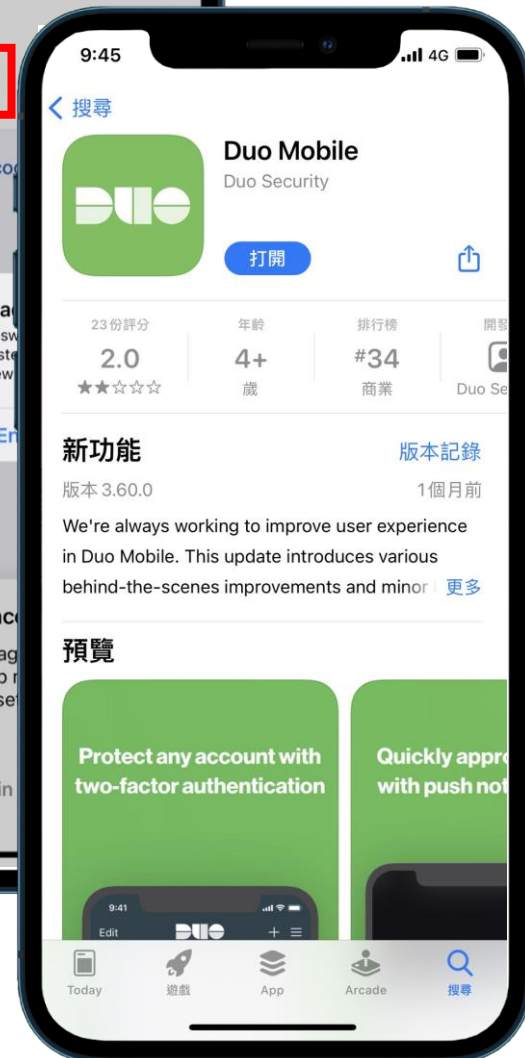 9:45
4G
搜尋
DUO
Duo Mobile
Duo Security
打開
23份評分
年齡
排行榜
2.0
4+
#34
★★☆☆☆
歲
商業
Duo Se
新功能
版本記錄
版本 3.60.0
1個月前
We're always working to improve user experience
in Duo Mobile. This update introduces various
behind-the-scenes improvements and minor
更多
預覽
Protect any account with
two-factor authentication
Quickly appr
with push not
9:41
Edit
DUO
Today
遊戲
App
Arcade
搜尋